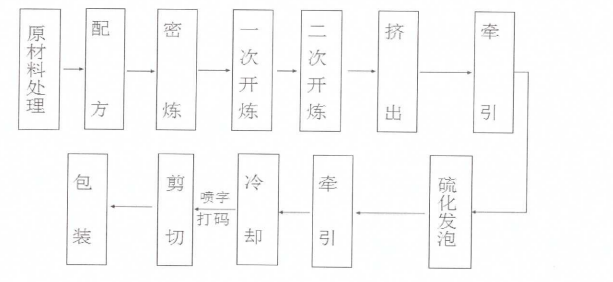 原材料处理
配方
密炼
一次开炼
二次开炼
挤出
牵引
硫化发泡
牵引
冷却
喷字
打码
剪切
包装